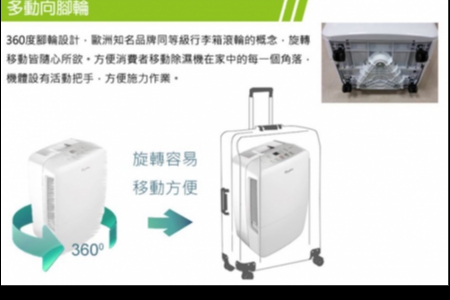 多動向腳輪
360度腳輪設計，歐洲知名品牌同等級行李箱滾輪的概念，旋轉
移動皆隨心所欲。方便消費者移動除濕機在家中的每一個角落，
機體設有活動把手，方便施力作業。
旋轉容易
移動方便
360⁰